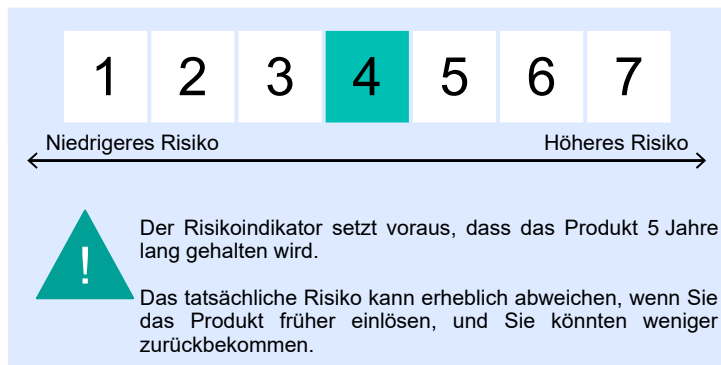 1 2 3 4 5 6 7
Niedrigeres Risiko Höheres Risiko
!
Der Risikoindikator setzt voraus, dass das Produkt 5 Jahre
lang gehalten wird.
Das tatsächliche Risiko kann erheblich abweichen, wenn Sie
das Produkt früher einlösen, und Sie könnten weniger
zurückbekommen.